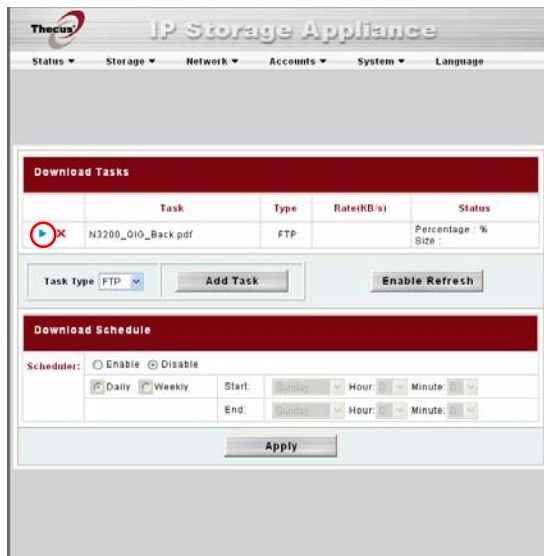 Thecus
IP Storage Appliance
Status Storage Network Accounts System Language
Download Tasks
Task Type Rate(KB/s) Status
N3200_QIG_Back.pdf FTP Percentage : %
Size :
Task Type FTP Add Task Enable Refresh
Download Schedule
Scheduler: Enable Disable
Daily Weekly Start: Sunday Hour: 0 Minute: 0
End: Sunday Hour: 0 Minute: 0
Apply